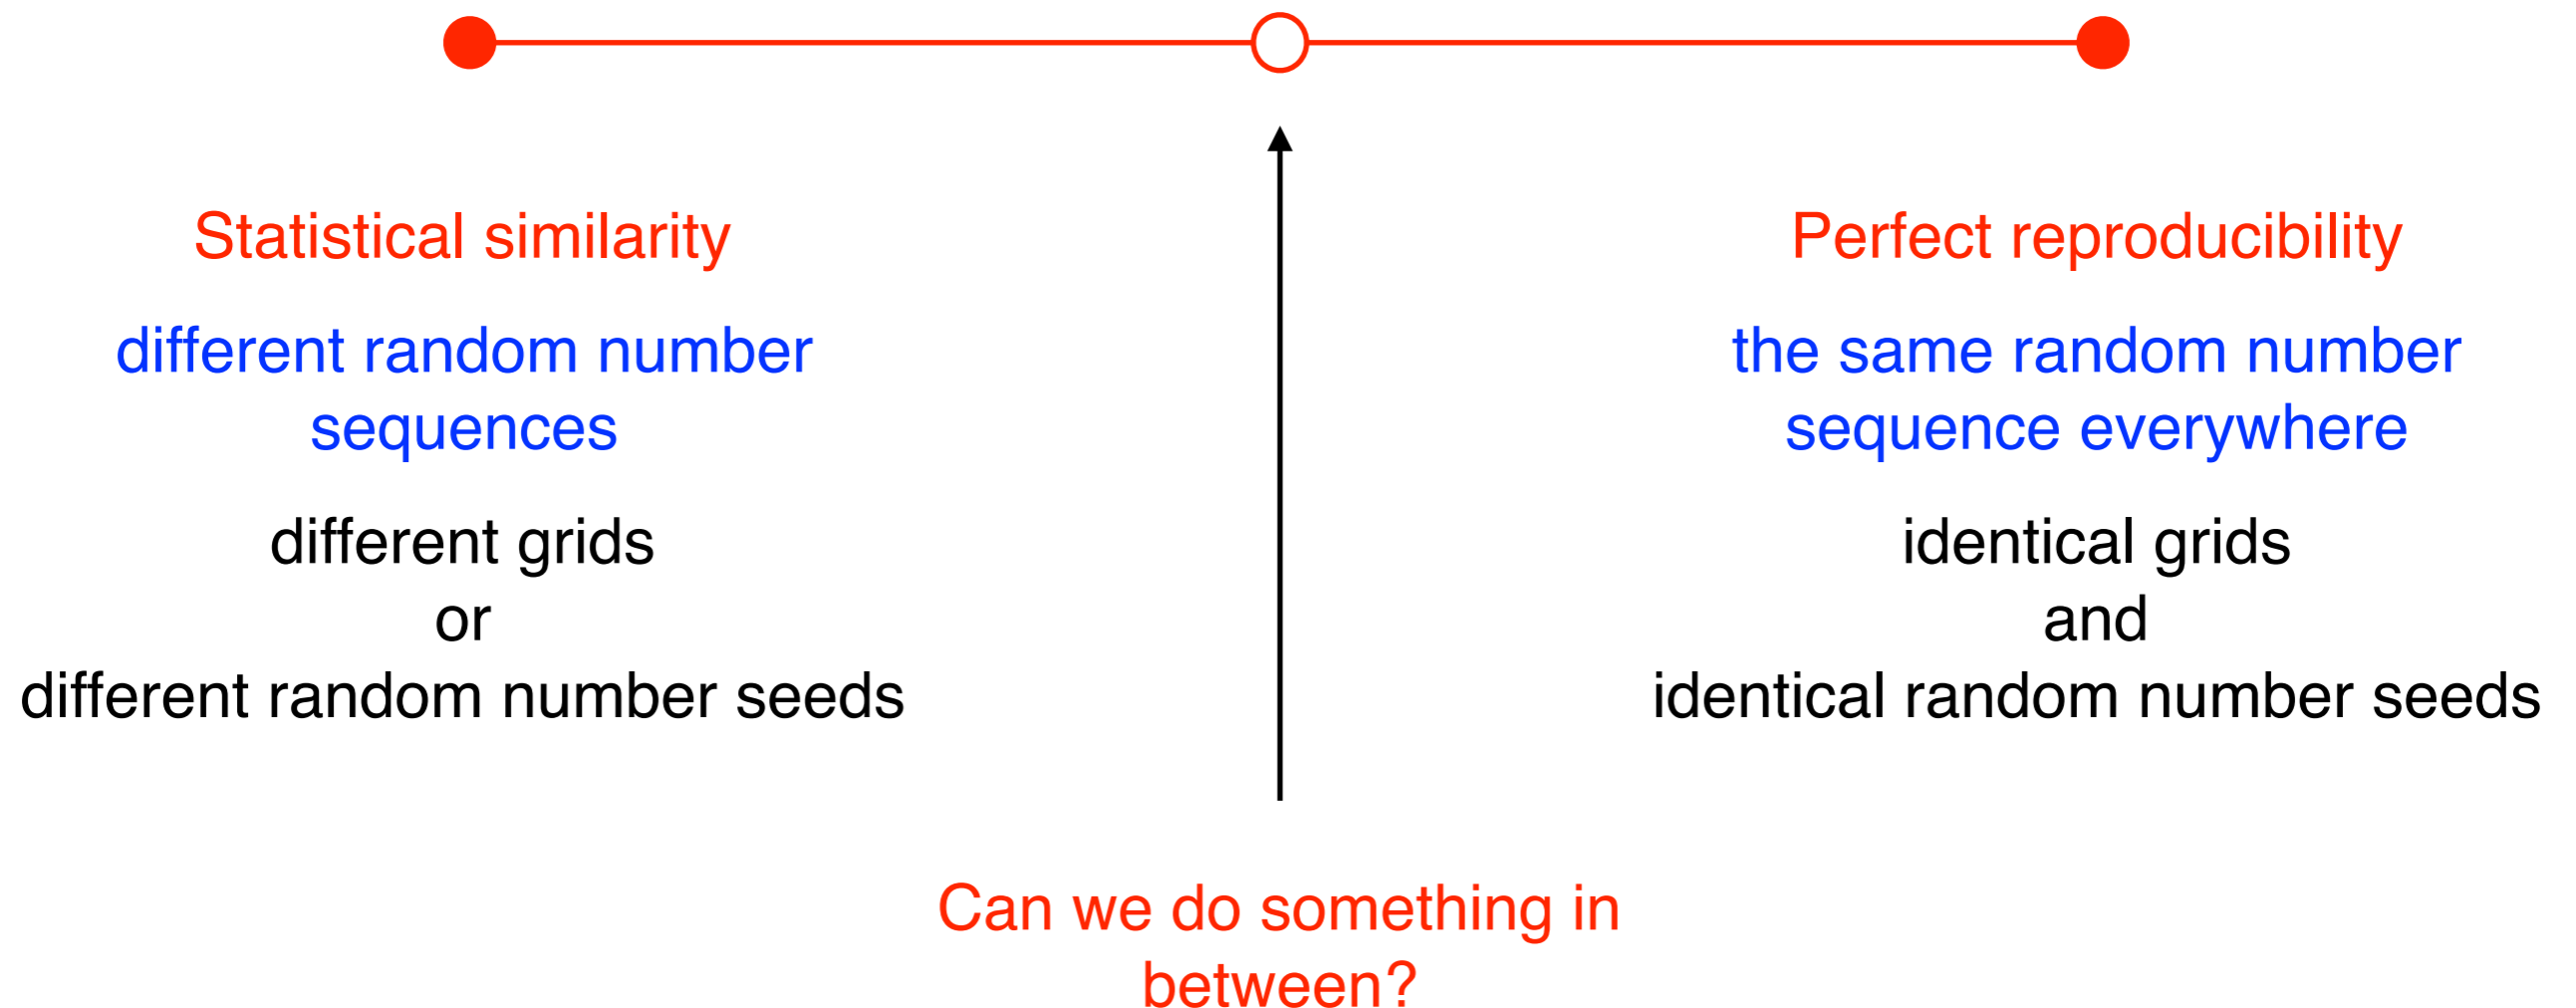 Statistical similarity
different random number
sequences
different grids
or
different random number seeds
Perfect reproducibility
the same random number
sequence everywhere
identical grids
and
identical random number seeds
Can we do something in
between?